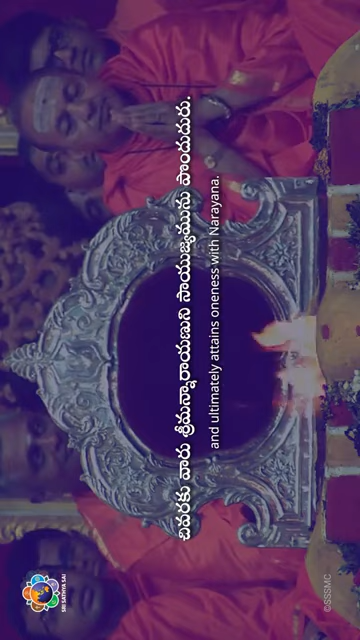 చివరకు వారు శ్రీమన్నారాయణుని సాయుజ్యమును పొందుదురు.
and ultimately attains oneness with Narayana.
SRI SATHYA SAI
©SSSMC